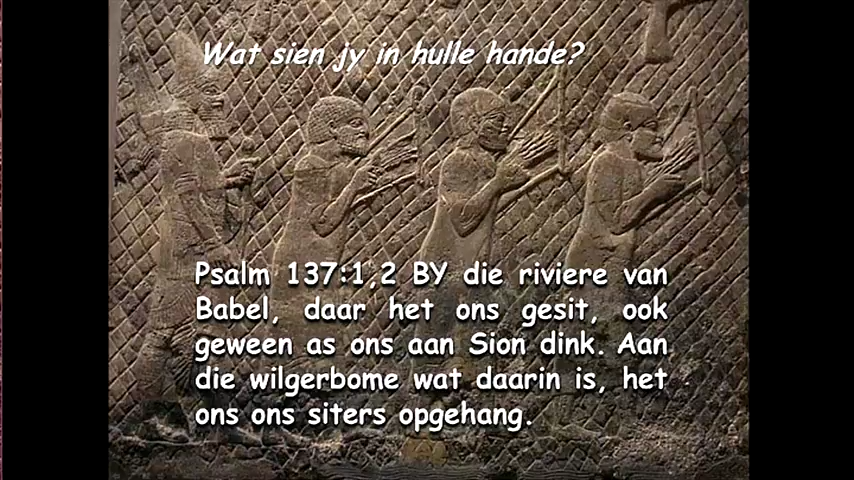 Wat sien jy in hulle hande?
Psalm 137:1,2 BY die riviere van
Babel, daar het ons gesit, ook
geween as ons aan Sion dink. Aan
die wilgerbome wat daarin is, het
ons ons siters opgehang.